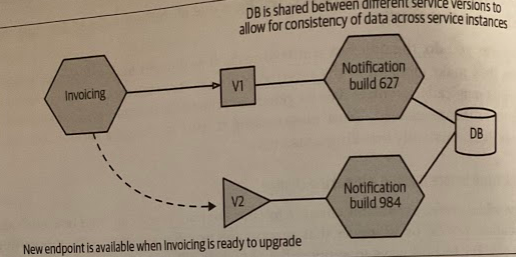 DB is shared between different service versions to
allow for consistency of data across service instances
Invoicing
V1
Notification
build 627
DB
V2
Notification
build 984
New endpoint is available when Invoicing is ready to upgrade